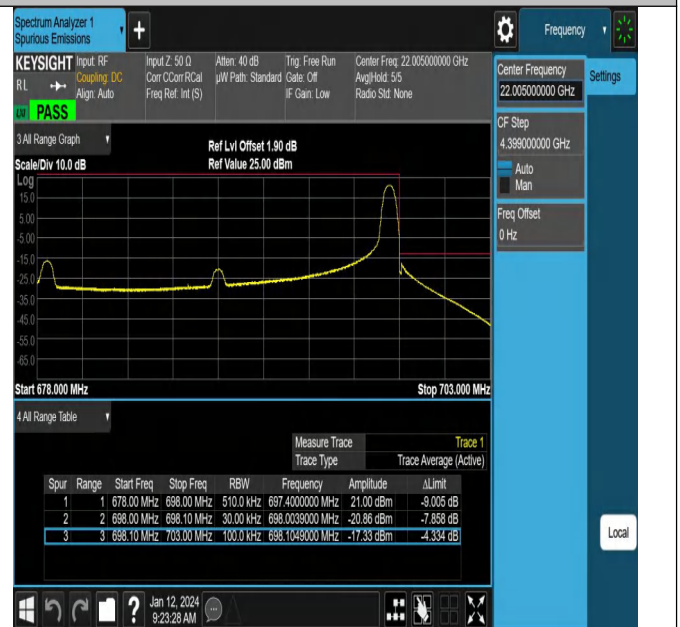 Spectrum Analyzer 1
Spurious Emissions
+
Frequency
KEYSIGHT Input: RF
RL
Coupling: DC
Align: Auto
Input Z: 50 Ω
Corr CCorr RCal
Freq Ref: Int (S)
Atten: 40 dB
µW Path: Standard
Trig: Free Run
Gate: Off
IF Gain: Low
Center Freq: 22.005000000 GHz
Avg|Hold: 5/5
Radio Std: None
PASS
Center Frequency
22.005000000 GHz
Settings
CF Step
4.399000000 GHz
Auto
Man
Freq Offset
0 Hz
3 All Range Graph
Ref Lvl Offset 1.90 dB
Scale/Div 10.0 dB
Ref Value 25.00 dBm
Log
15.0
5.00
-5.00
-15.0
-25.0
-35.0
-45.0
-55.0
-65.0
Start 678.000 MHz
Stop 703.000 MHz
4 All Range Table
Measure Trace Trace 1
Trace Type Trace Average (Active)
Spur Range Start Freq Stop Freq RBW Frequency Amplitude ΔLimit
1 1 678.00 MHz 698.00 MHz 510.0 kHz 697.4000000 MHz 21.00 dBm -9.005 dB
2 2 698.00 MHz 698.10 MHz 30.00 kHz 698.0039000 MHz -20.86 dBm -7.858 dB
3 3 698.10 MHz 703.00 MHz 100.0 kHz 698.1049000 MHz -17.33 dBm -4.334 dB
Local
?
Jan 12, 2024
9:23:28 AM